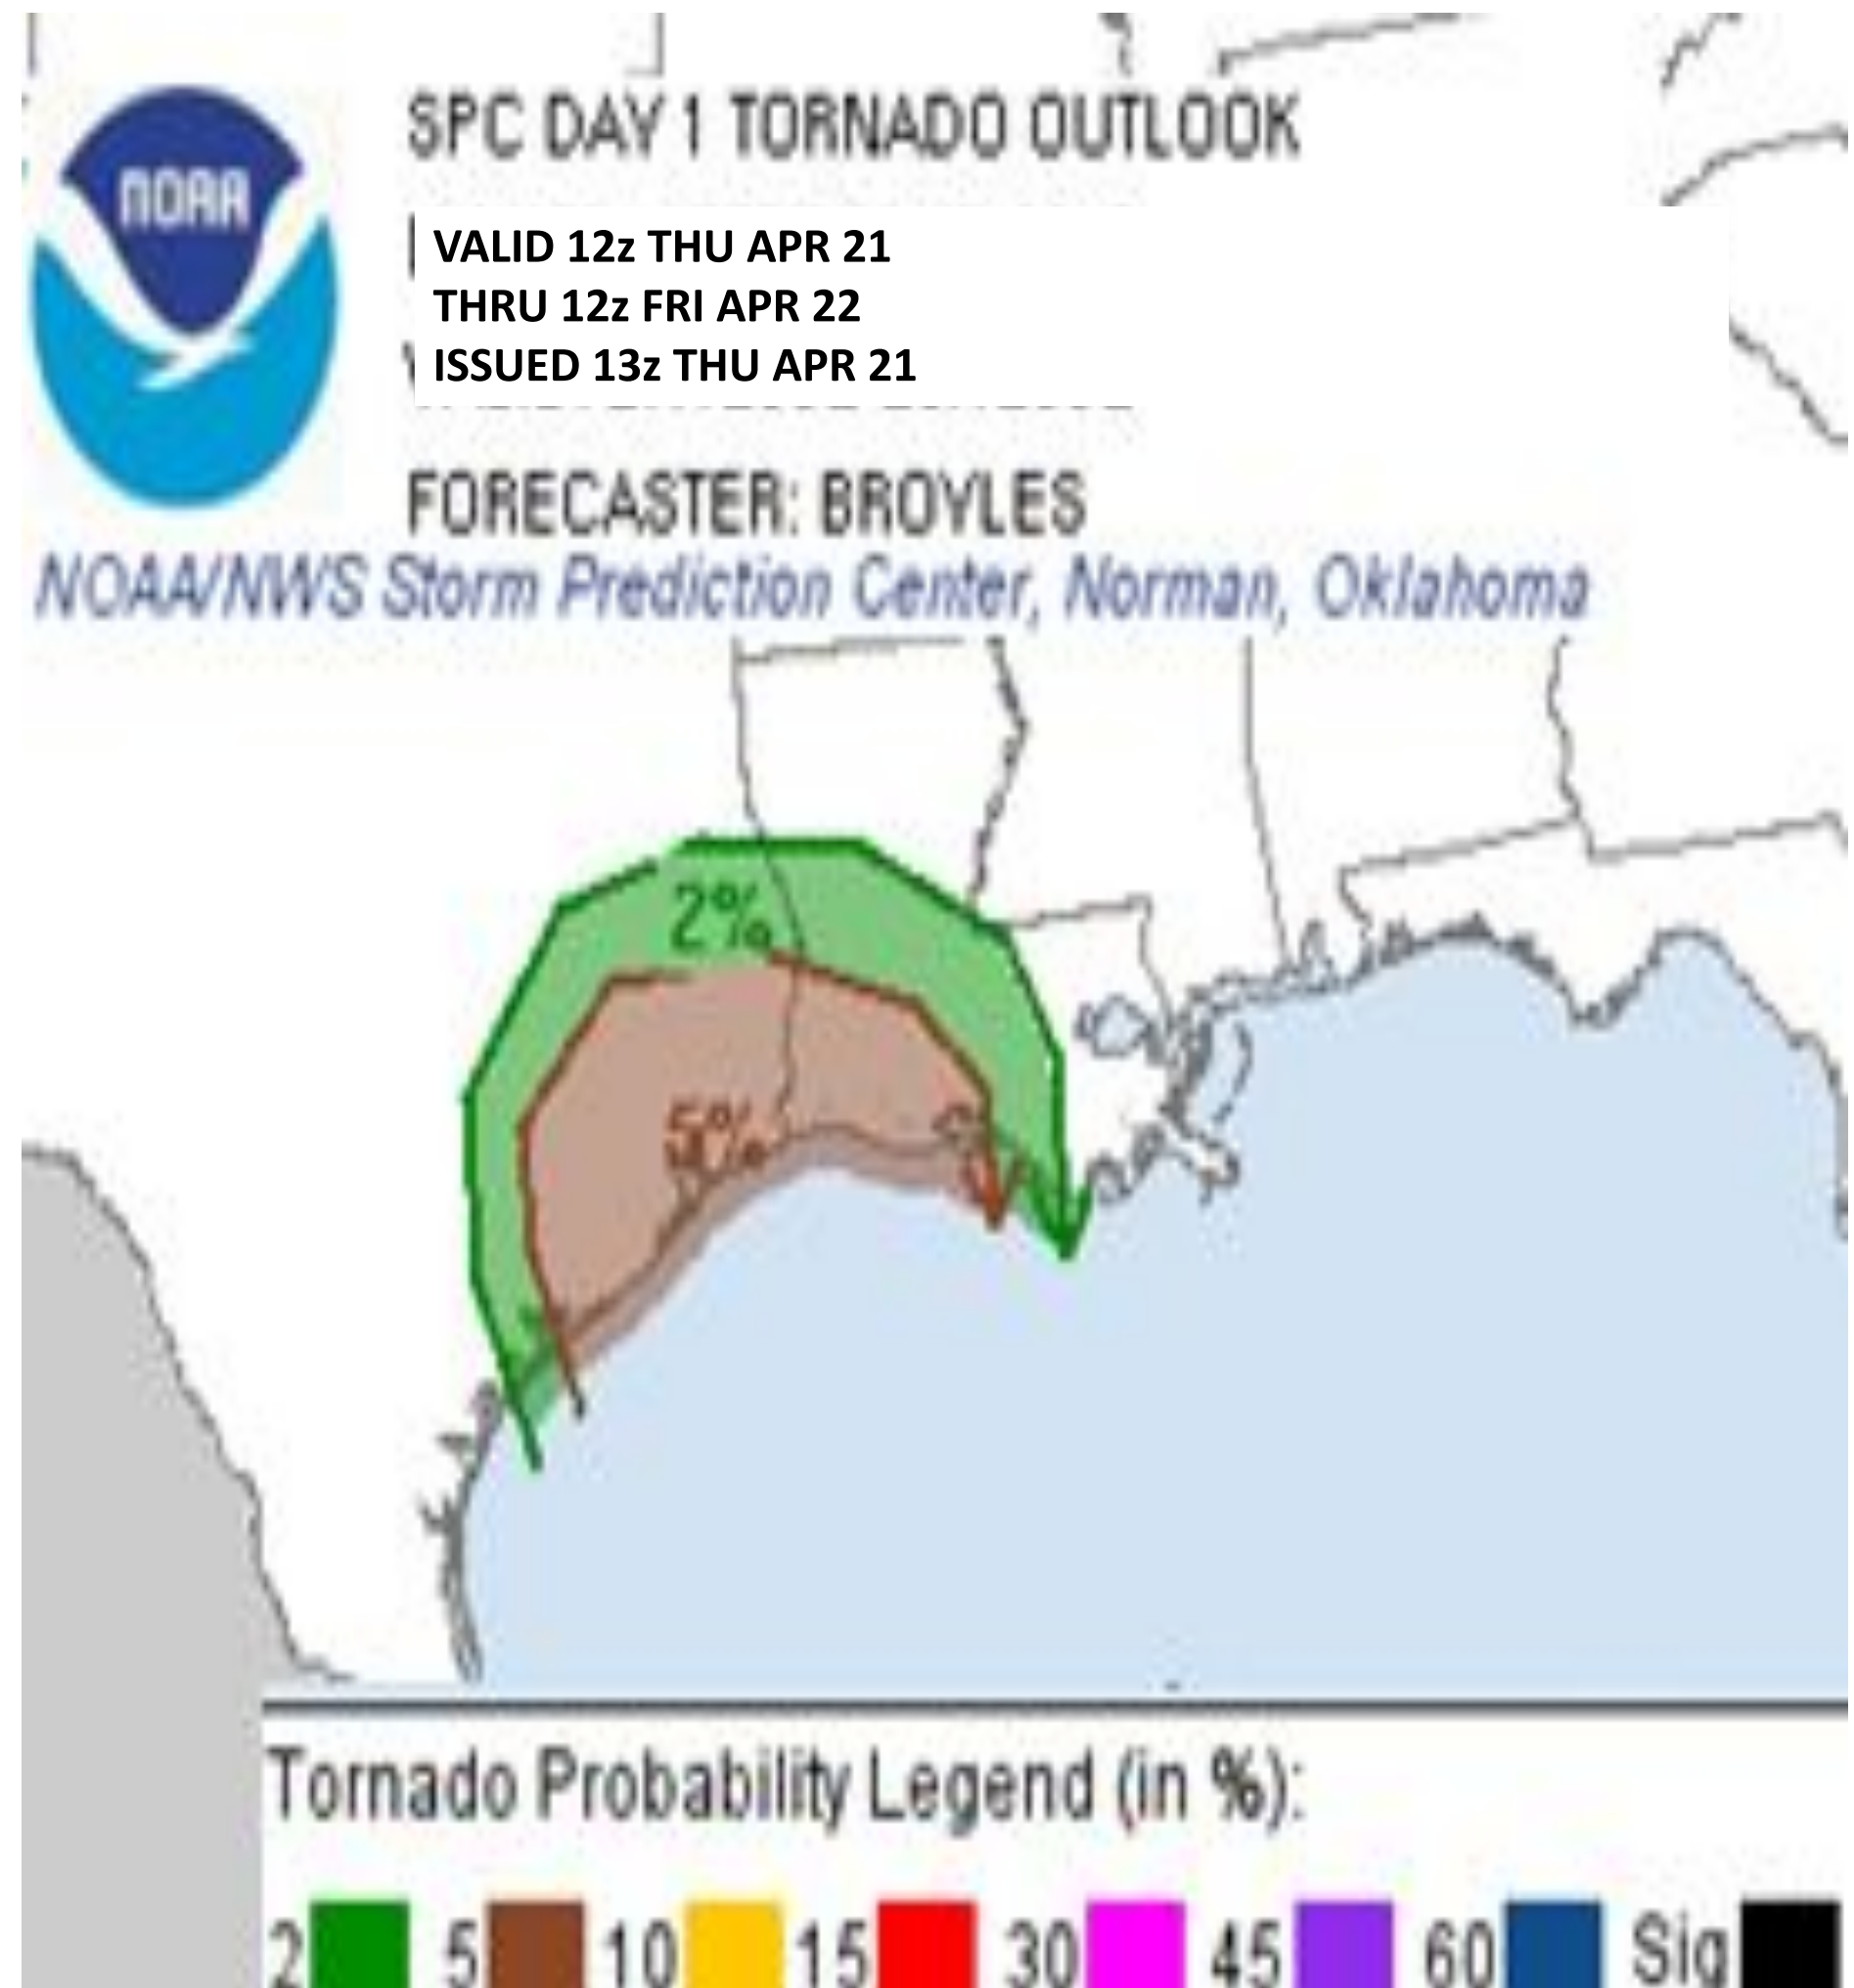 NOAA
SPC DAY 1 TORNADO OUTLOOK
VALID 12z THU APR 21
THRU 12z FRI APR 22
ISSUED 13z THU APR 21
FORECASTER: BROYLES
NOAA/NWS Storm Prediction Center, Norman, Oklahoma
2%
5%
Tornado Probability Legend (in %):
2 5 10 15 30 45 60 Sig